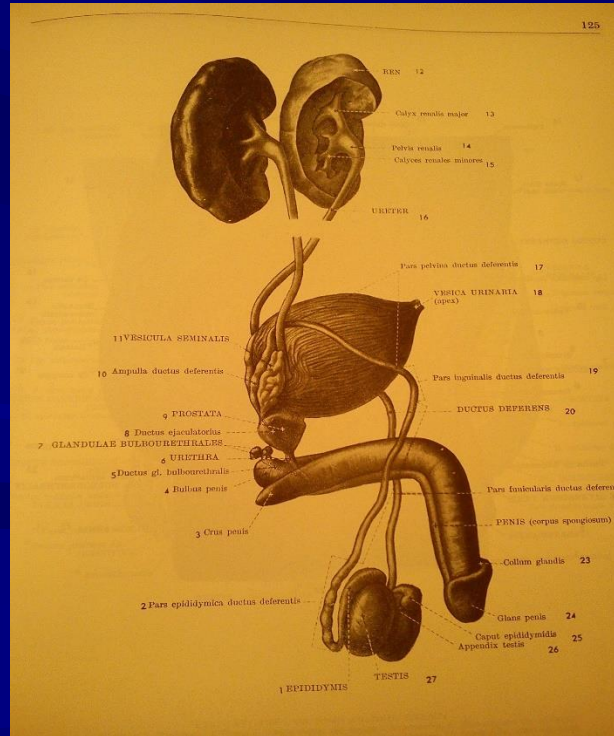 125
REN 12
Calyx renalis major 13
Pelvis renalis 14
Calyces renales minores 15
URETER 16
Pars pelvina ductus deferentis 17
VESICA URINARIA 18
(apex)
11 VESICULA SEMINALIS
10 Ampulla ductus deferentis
Pars inguinalis ductus deferentis 19
9 PROSTATA
DUCTUS DEFERENS 20
8 Ductus ejaculatorius
7 GLANDULAE BULBOURETHRALES
6 URETHRA
5 Ductus gl. bulbourethralis
4 Bulbus penis
Pars funicularis ductus deferen
3 Crus penis
PENIS (corpus spongiosum)
Collum glandis 23
2 Pars epididymica ductus deferentis
Glans penis 24
Caput epididymidis 25
Appendix testis 26
TESTIS 27
1 EPIDIDYMIS